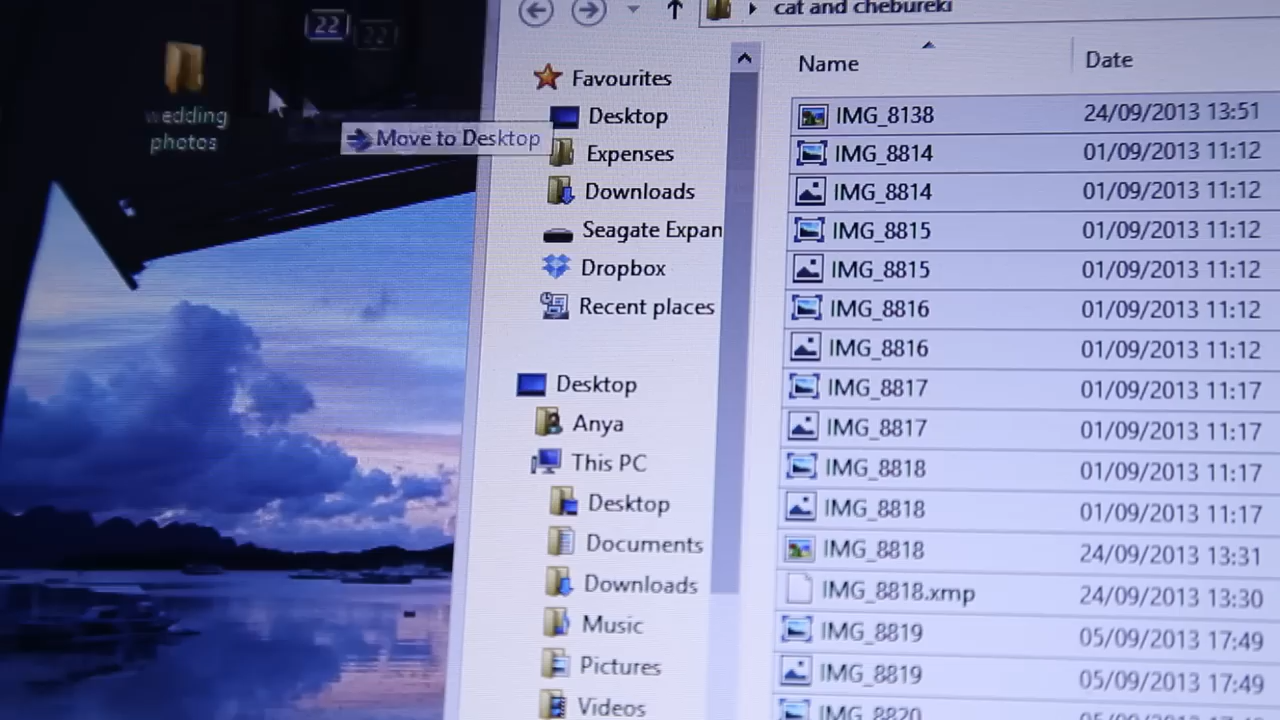 cat and chebureki
22
22
wedding
photos
Move to Desktop
Favourites
Desktop
Expenses
Downloads
Seagate Expan
Dropbox
Recent places
Desktop
Anya
This PC
Desktop
Documents
Downloads
Music
Pictures
Videos
Name Date
IMG_8138 24/09/2013 13:51
IMG_8814 01/09/2013 11:12
IMG_8814 01/09/2013 11:12
IMG_8815 01/09/2013 11:12
IMG_8815 01/09/2013 11:12
IMG_8816 01/09/2013 11:12
IMG_8816 01/09/2013 11:12
IMG_8817 01/09/2013 11:17
IMG_8817 01/09/2013 11:17
IMG_8818 01/09/2013 11:17
IMG_8818 01/09/2013 11:17
IMG_8818 24/09/2013 13:31
IMG_8818.xmp 24/09/2013 13:30
IMG_8819 05/09/2013 17:49
IMG_8819 05/09/2013 17:49
IMG_8820